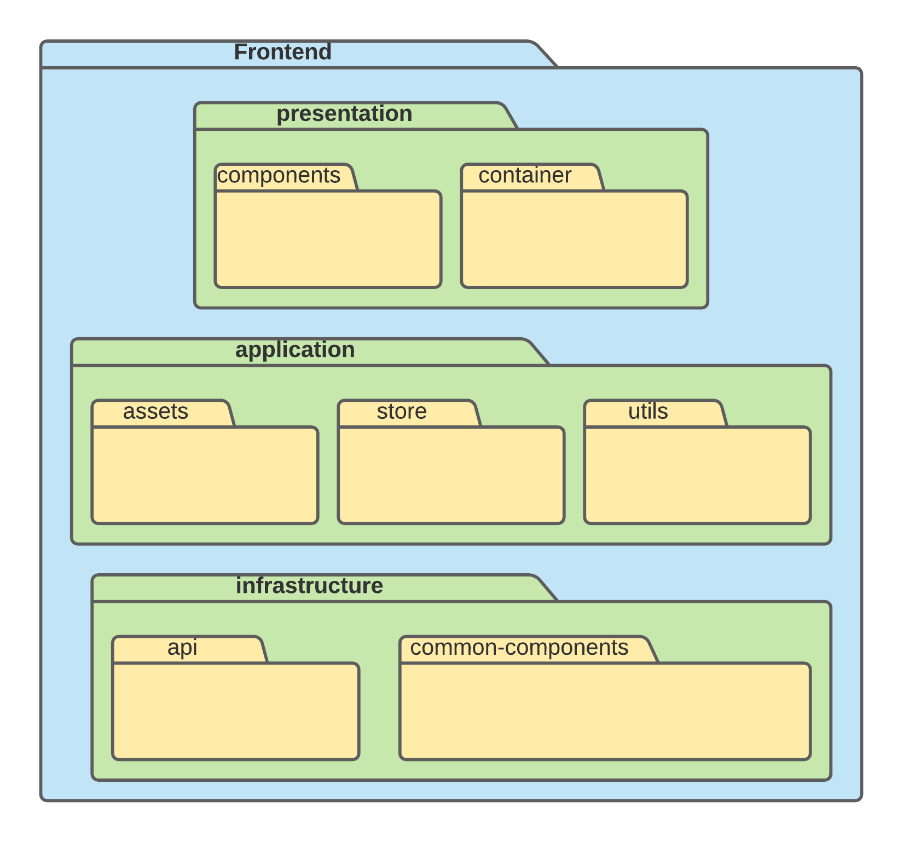 Frontend
presentation
components
container
application
assets
store
utils
infrastructure
api
common-components